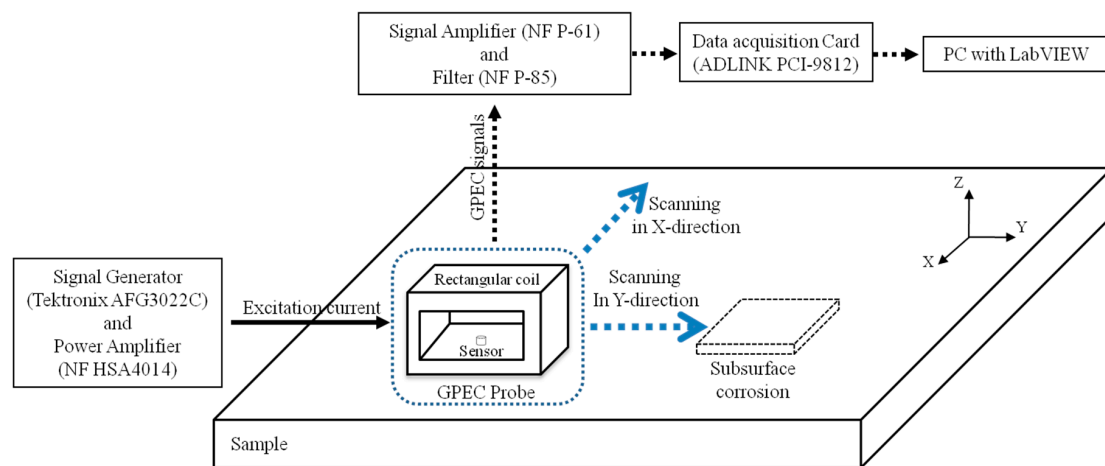 Signal Amplifier (NF P-61)
and
Filter (NF P-85)
Data acquisition Card
(ADLINK PCI-9812)
PC with LabVIEW
GPEC signals
Scanning
in X-direction
Z
Y
X
Signal Generator
(Tektronix AFG3022C)
and
Power Amplifier
(NF HSA4014)
Excitation current
Rectangular coil
Sensor
GPEC Probe
Scanning
In Y-direction
Subsurface
corrosion
Sample